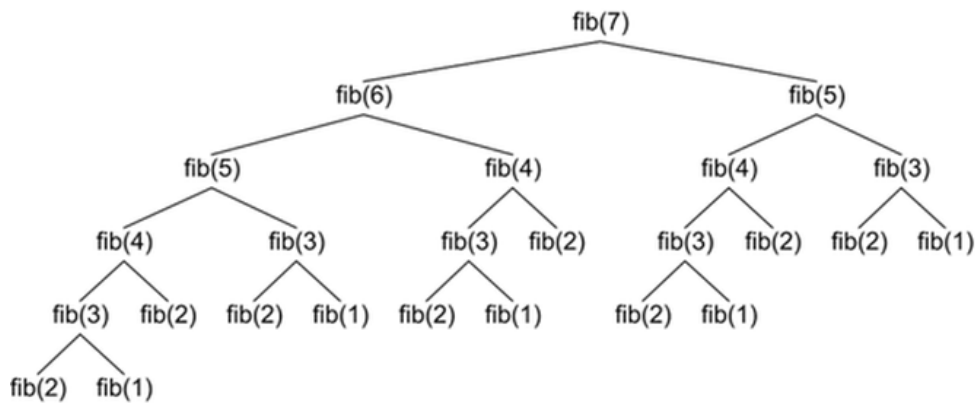 fib(7)
fib(6) fib(5)
fib(5) fib(4) fib(4) fib(3)
fib(4) fib(3) fib(3) fib(2) fib(3) fib(2) fib(2) fib(1)
fib(3) fib(2) fib(2) fib(1) fib(2) fib(1) fib(2) fib(1)
fib(2) fib(1)